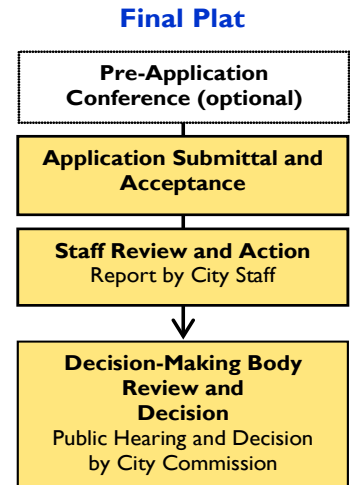 Final Plat
Pre-Application
Conference (optional)
Application Submittal and
Acceptance
Staff Review and Action
Report by City Staff
Decision-Making Body
Review and
Decision
Public Hearing and Decision
by City Commission